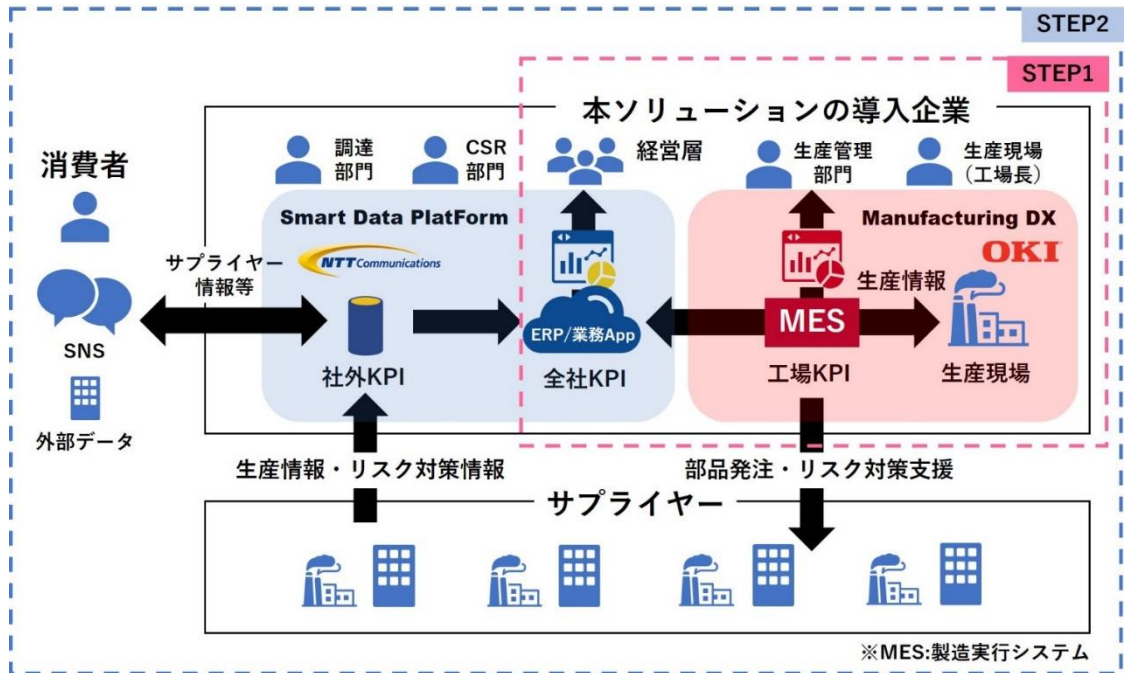 STEP2
STEP1
本ソリューションの導入企業
消費者
調達
部門
CSR
部門
経営層
生産管理
部門
生産現場
（工場長）
Smart Data PlatForm
Manufacturing DX
NTT Communications
OKI
サプライヤー
情報等
生産情報
SNS
ERP/業務App
MES
社外KPI
全社KPI
工場KPI
生産現場
外部データ
生産情報・リスク対策情報
部品発注・リスク対策支援
サプライヤー
※MES:製造実行システム